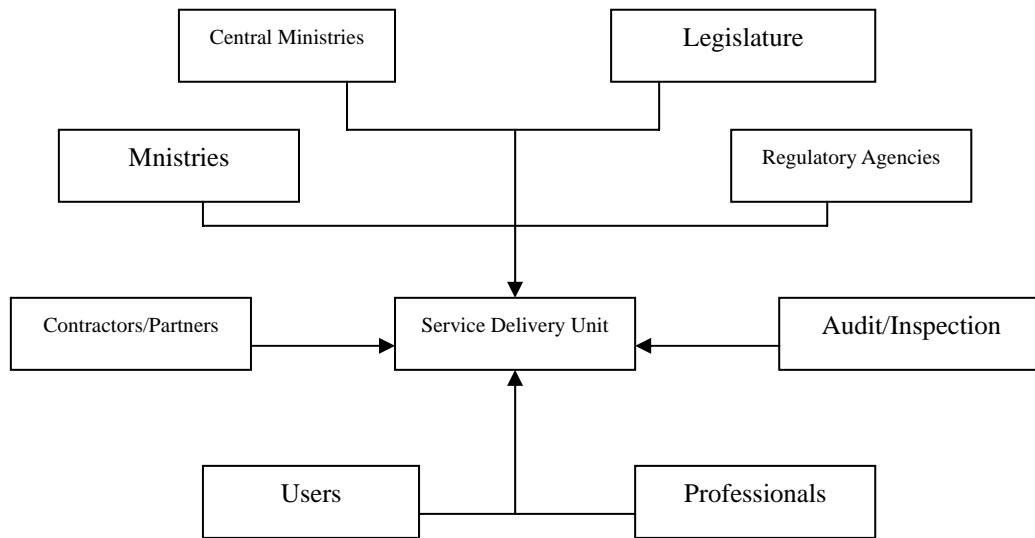 Central Ministries
Legislature
Mnistries
Regulatory Agencies
Contractors/Partners
Service Delivery Unit
Audit/Inspection
Users
Professionals